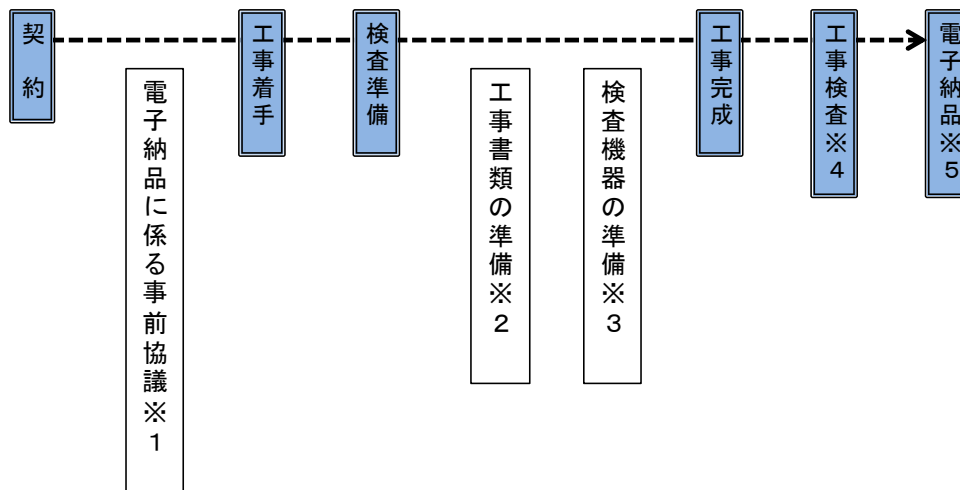 契約
電子納品に係る事前協議※１
工事着手
検査準備
工事書類の準備※２
検査機器の準備※３
工事完成
工事検査※４
電子納品※５